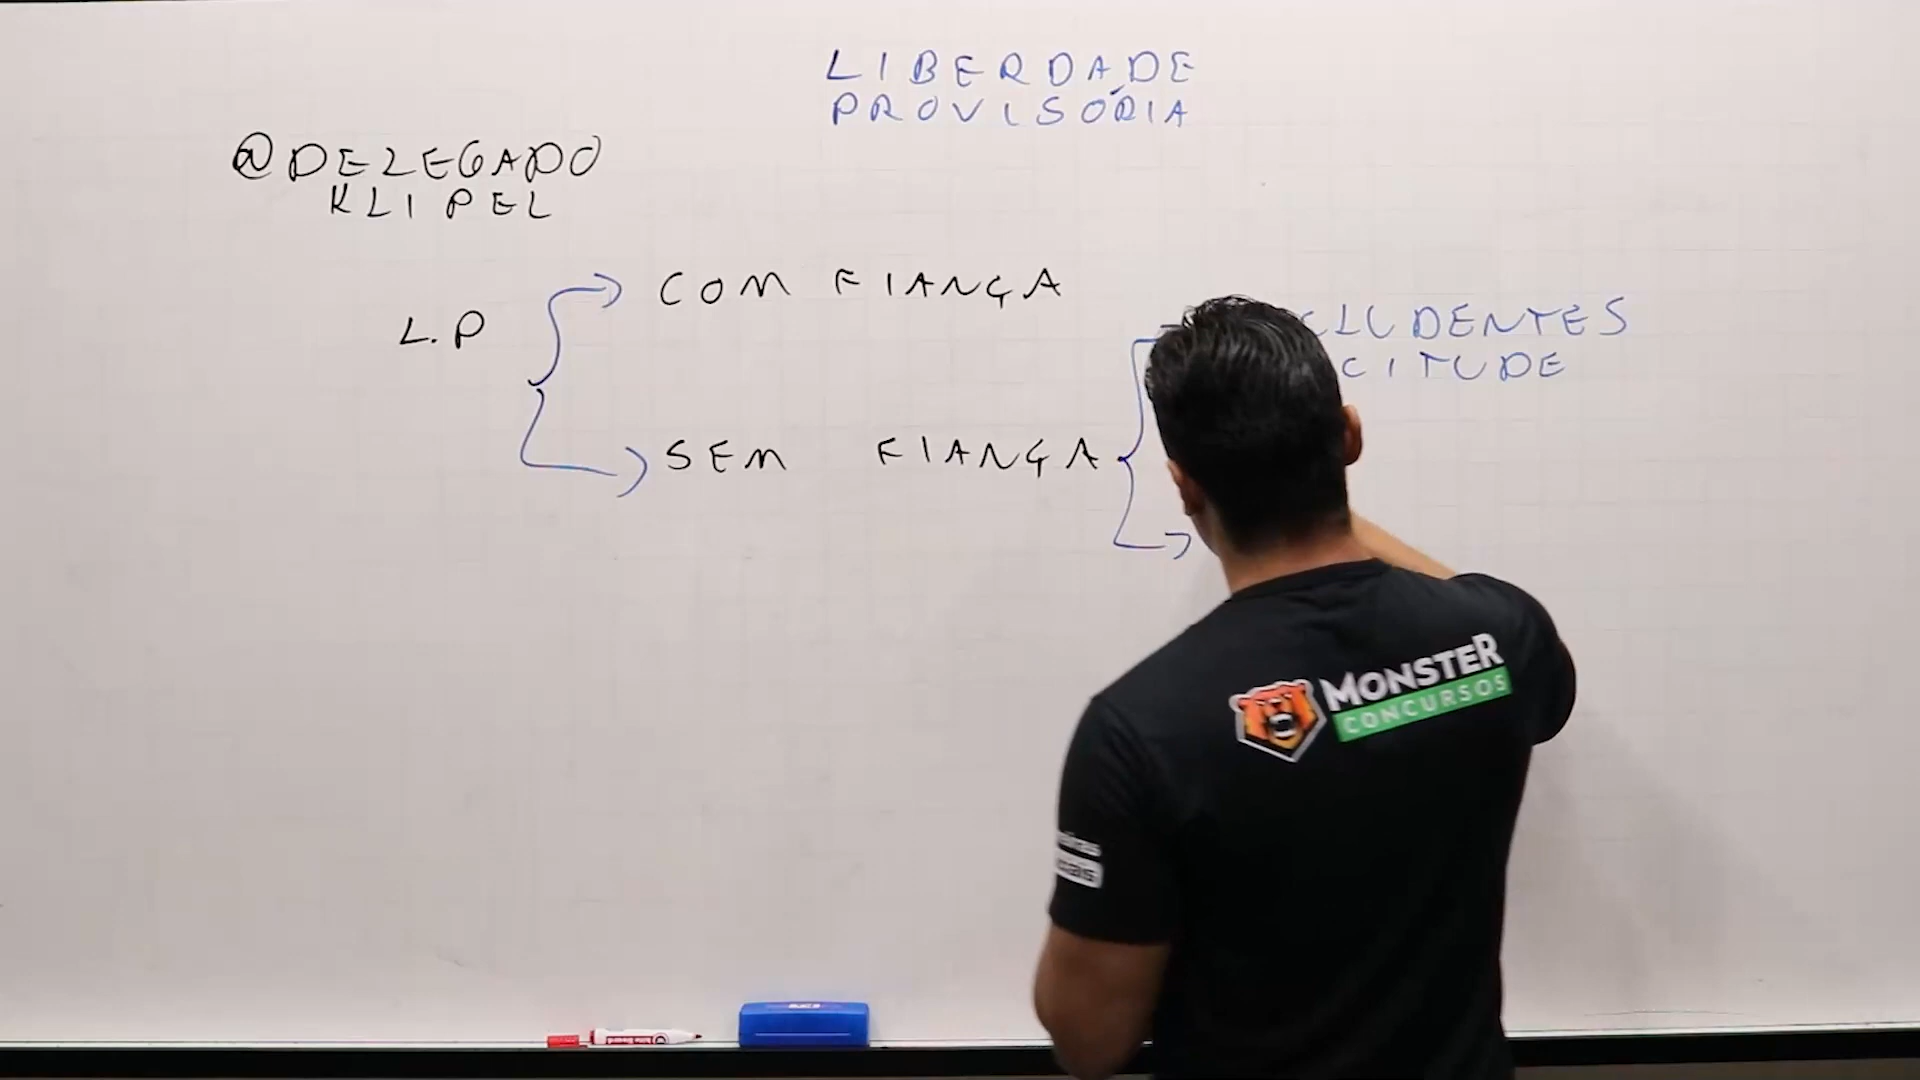 LIBERDADE
PROVISÓRIA
@DELEGADO
KLIPEL
L.P
COM FIANÇA
SEM FIANÇA
CLUDENTES
CITUDE
MONSTER
CONCURSOS